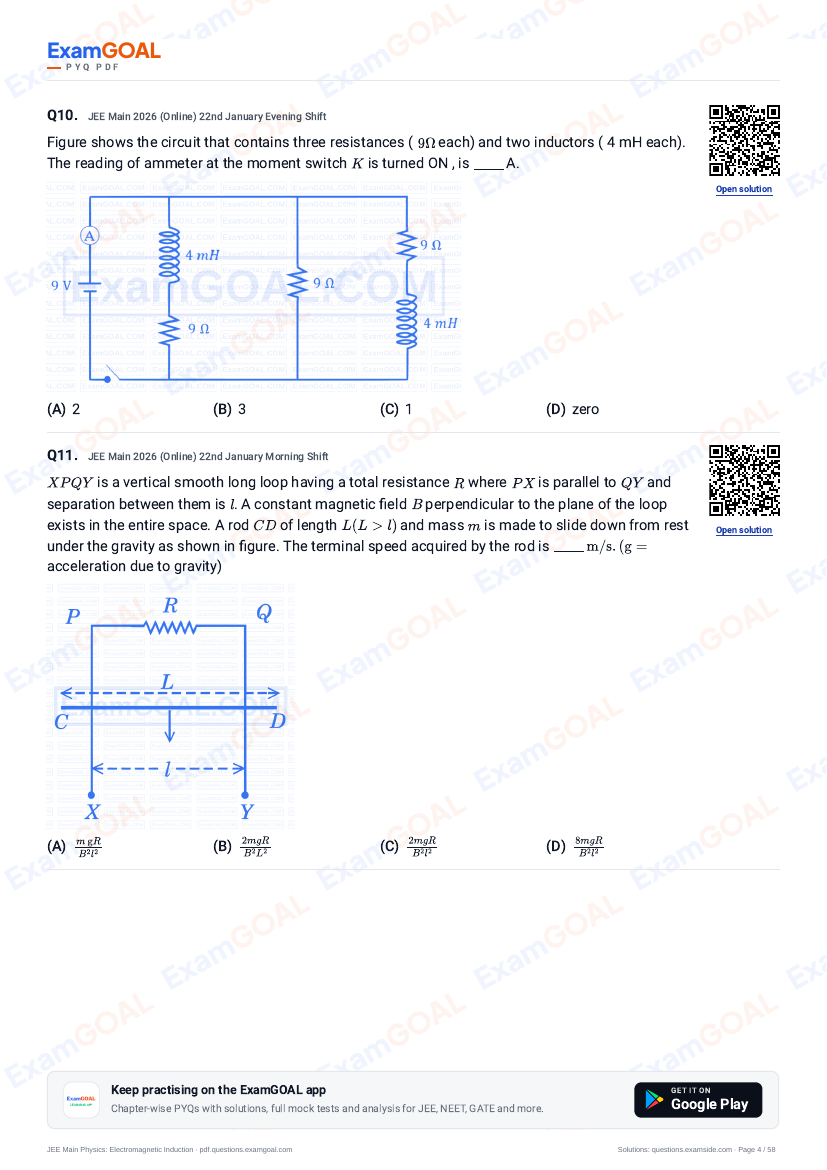 ExamGOAL
PYQ PDF
Q10. JEE Main 2026 (Online) 22nd January Evening Shift
Figure shows the circuit that contains three resistances ( 9Ω each) and two inductors ( 4 mH each).
The reading of ammeter at the moment switch K is turned ON , is ____ A.
Open solution
A
4 mH
9 Ω
9 V
9 Ω
9 Ω
4 mH
ExamGOAL.COM
(A) 2 (B) 3 (C) 1 (D) zero
Q11. JEE Main 2026 (Online) 22nd January Morning Shift
XPQY is a vertical smooth long loop having a total resistance R where PX is parallel to QY and
separation between them is l. A constant magnetic field B perpendicular to the plane of the loop
exists in the entire space. A rod CD of length L(L > l) and mass m is made to slide down from rest
under the gravity as shown in figure. The terminal speed acquired by the rod is ____ m/s. (g =
acceleration due to gravity)
Open solution
P R Q
L
ExamGOAL.COM
C D
l
X Y
(A) m gR/B²l² (B) 2mgR/B²L² (C) 2mgR/B²l² (D) 8mgR/B²l²
Keep practising on the ExamGOAL app
Chapter-wise PYQs with solutions, full mock tests and analysis for JEE, NEET, GATE and more.
GET IT ON
Google Play
JEE Main Physics: Electromagnetic Induction · pdf.questions.examgoal.com
Solutions: questions.examside.com · Page 4 / 58